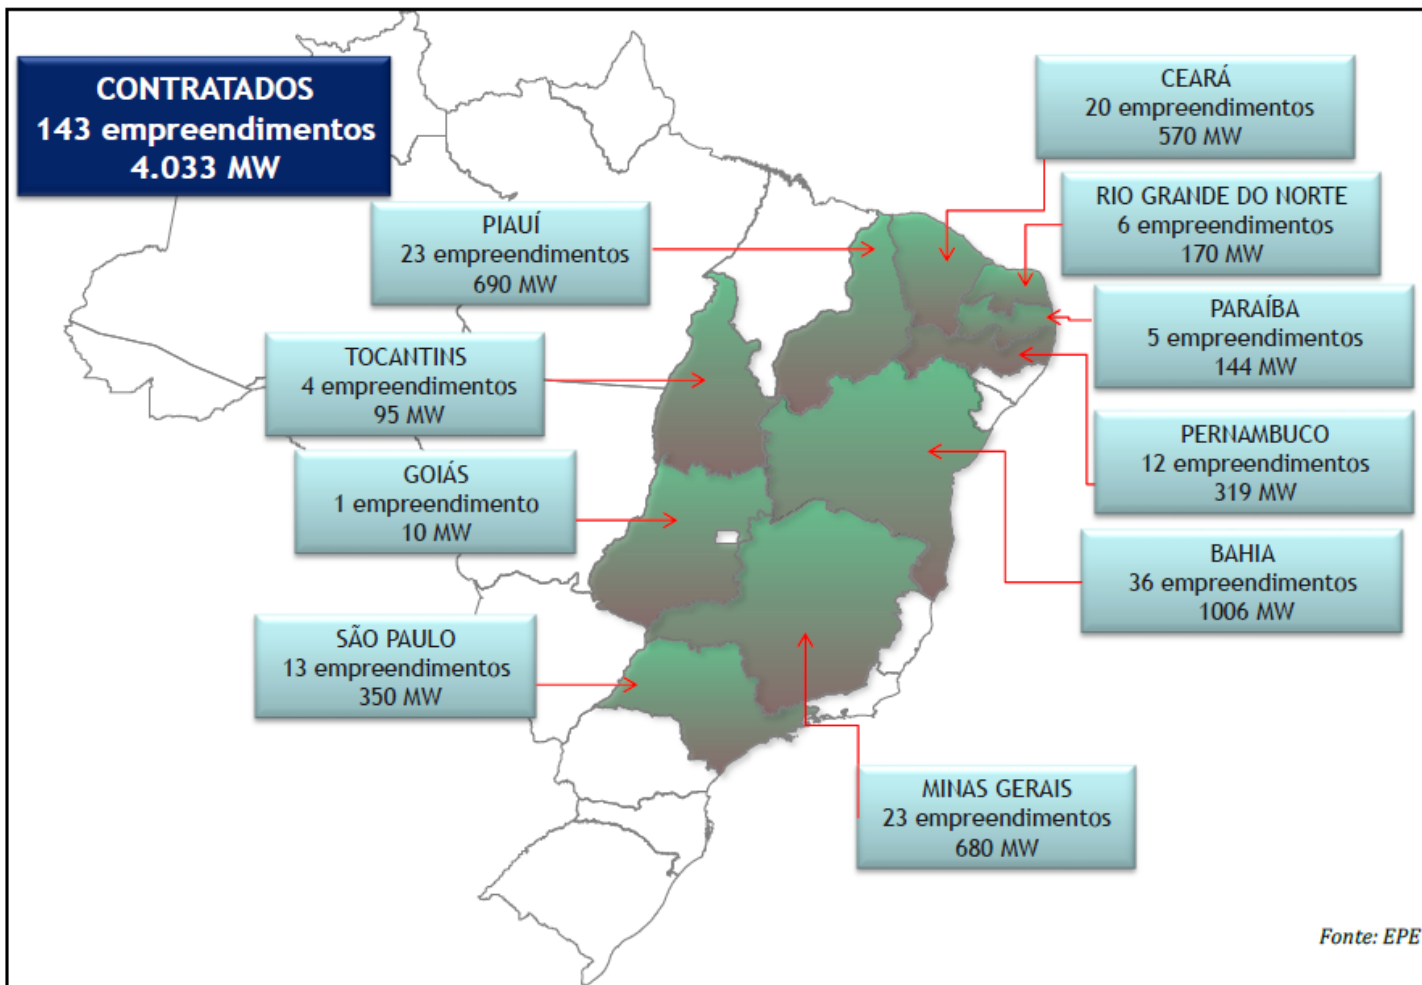 CONTRATADOS
143 empreendimentos
4.033 MW
CEARÁ
20 empreendimentos
570 MW
PIAUÍ
23 empreendimentos
690 MW
RIO GRANDE DO NORTE
6 empreendimentos
170 MW
PARAÍBA
5 empreendimentos
144 MW
TOCANTINS
4 empreendimentos
95 MW
PERNAMBUCO
12 empreendimentos
319 MW
GOIÁS
1 empreendimento
10 MW
BAHIA
36 empreendimentos
1006 MW
SÃO PAULO
13 empreendimentos
350 MW
MINAS GERAIS
23 empreendimentos
680 MW
Fonte: EPE